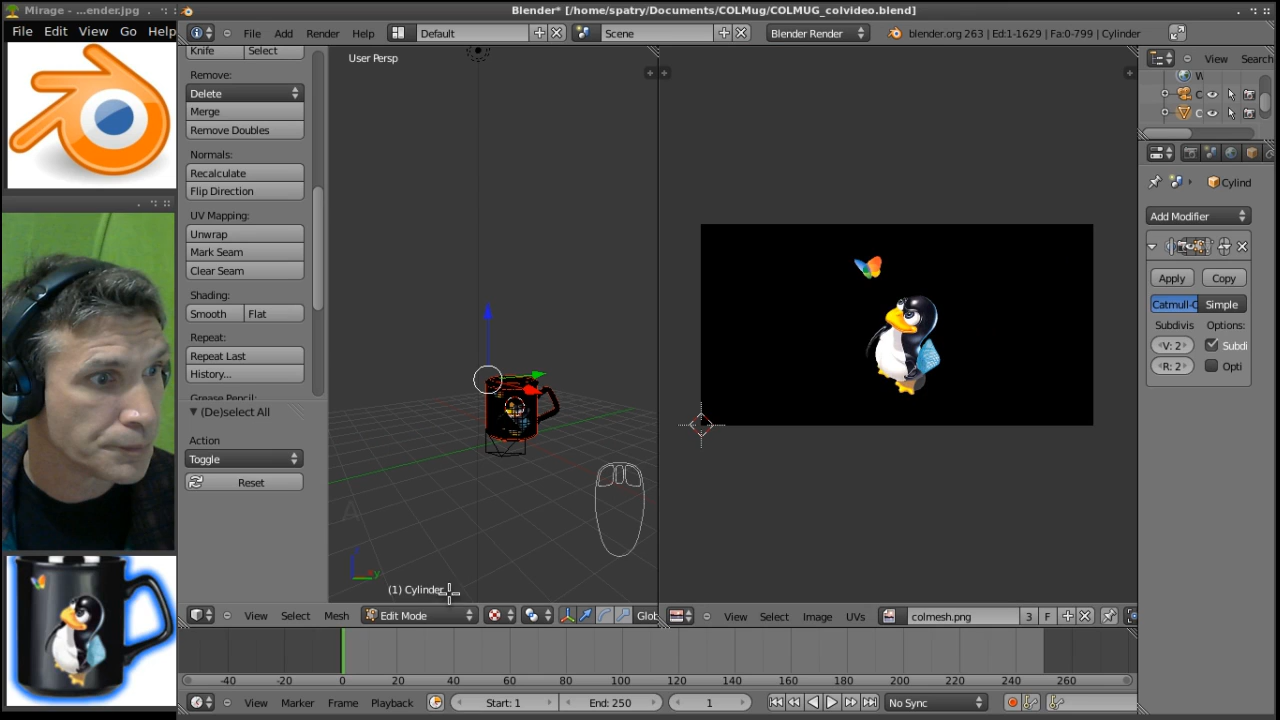 Mirage - ...ender.jpg
File Edit View Go Help
Blender* [/home/spatry/Documents/COLMug/COLMUG_colvideo.blend]
File Add Render Help
Default
Scene
Blender Render
blender.org 263 | Ed:1-1629 | Fa:0-799 | Cylinder
Knife Select
Remove:
Delete
Merge
Remove Doubles
Normals:
Recalculate
Flip Direction
UV Mapping:
Unwrap
Mark Seam
Clear Seam
Shading:
Smooth Flat
Repeat:
Repeat Last
History...
Grease Pencil:
(De)select All
Action
Toggle
Reset
User Persp
(1) Cylinder
View Select Mesh
Edit Mode
Glob
View Select Image UVs
colmesh.png 3 F
View Search
W
C
C
Cylind
Add Modifier
Apply Copy
Catmull-C Simple
Subdivis Options:
V: 2 Subdi
R: 2 Opti
-40 -20 0 20 40 60 80 100 120 140 160 180 200 220 240 260
View Marker Frame Playback
Start: 1
End: 250
1
No Sync